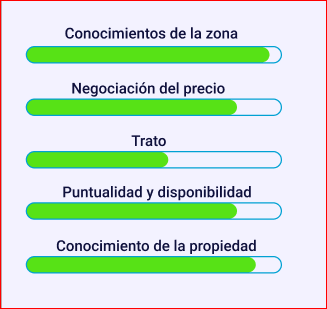 Conocimientos de la zona
Negociación del precio
Trato
Puntualidad y disponibilidad
Conocimiento de la propiedad